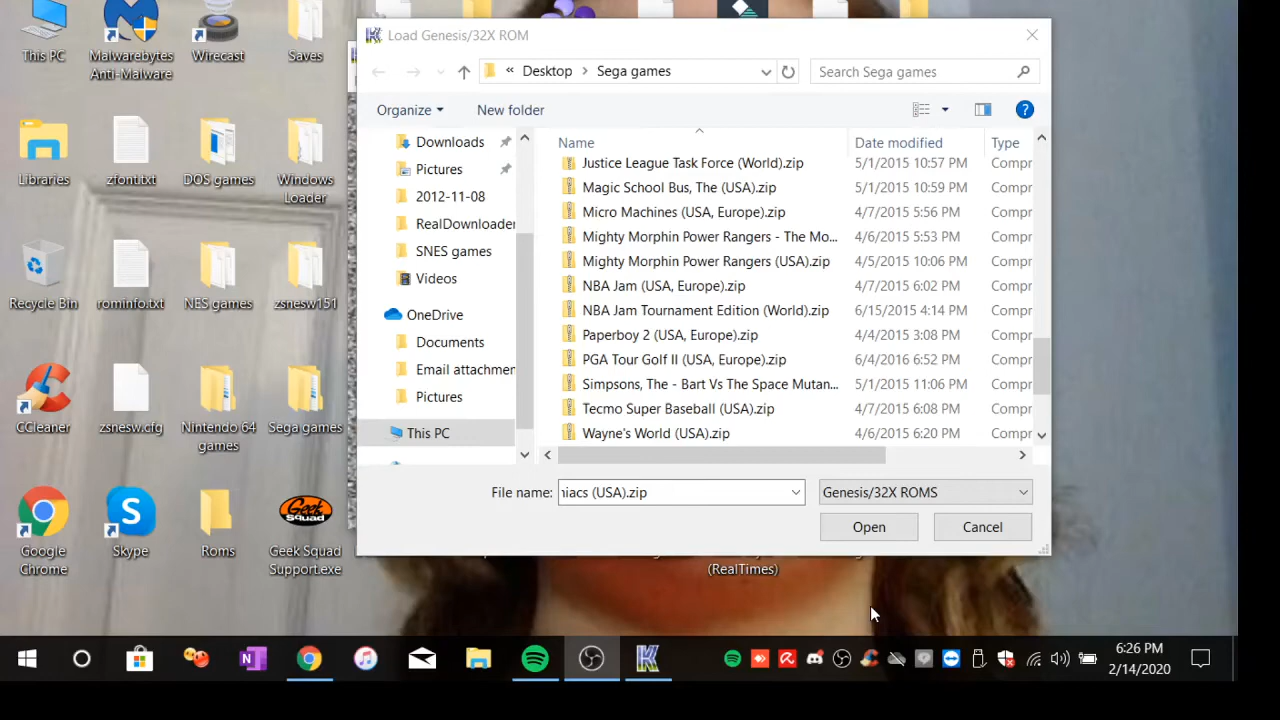 Load Genesis/32X ROM
« Desktop > Sega games
Search Sega games
Organize
New folder
Name
Date modified
Type
Downloads
Pictures
2012-11-08
RealDownloader
SNES games
Videos
OneDrive
Documents
Email attachmen
Pictures
This PC
Justice League Task Force (World).zip 5/1/2015 10:57 PM Compr
Magic School Bus, The (USA).zip 5/1/2015 10:59 PM Compr
Micro Machines (USA, Europe).zip 4/7/2015 5:56 PM Compr
Mighty Morphin Power Rangers - The Mo... 4/6/2015 5:53 PM Compr
Mighty Morphin Power Rangers (USA).zip 4/5/2015 10:06 PM Compr
NBA Jam (USA, Europe).zip 4/7/2015 6:02 PM Compr
NBA Jam Tournament Edition (World).zip 6/15/2015 4:14 PM Compr
Paperboy 2 (USA, Europe).zip 4/4/2015 3:08 PM Compr
PGA Tour Golf II (USA, Europe).zip 6/4/2016 6:52 PM Compr
Simpsons, The - Bart Vs The Space Mutan... 5/1/2015 11:06 PM Compr
Tecmo Super Baseball (USA).zip 4/7/2015 6:08 PM Compr
Wayne's World (USA).zip 4/6/2015 6:20 PM Compr
File name: iacs (USA).zip
Genesis/32X ROMS
Open
Cancel
This PC
Malwarebytes
Anti-Malware
Wirecast
Saves
Libraries
zfont.txt
DOS games
Windows
Loader
Recycle Bin
rominfo.txt
NES games
zsnesw151
CCleaner
zsnesw.cfg
Nintendo 64
games
Sega games
Google
Chrome
Skype
Roms
Geek
Squad
Geek Squad
Support.exe
(RealTimes)
6:26 PM
2/14/2020